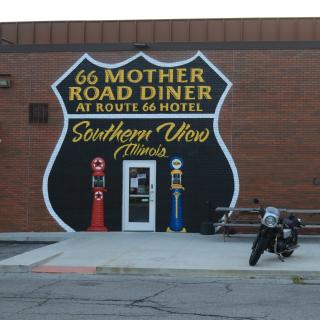 66 MOTHER
ROAD DINER
AT ROUTE 66 HOTEL
Southern View
Illinois